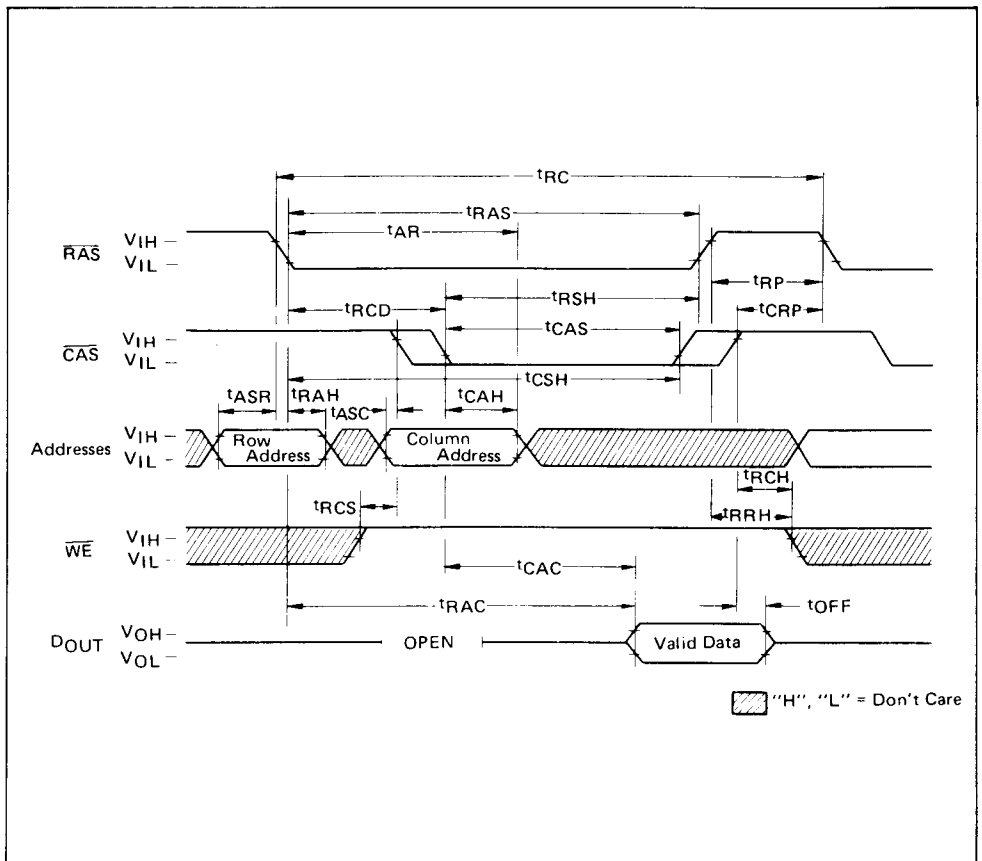 tRC
tRAS
tAR
RAS
VIH
VIL
tRP
tRSH
tCRP
tRCD
tCAS
CAS
VIH
VIL
tCSH
tASR
tRAH
tASC
tCAH
Addresses
VIH
VIL
Row
Address
Column
Address
tRCH
tRCS
tRRH
WE
VIH
VIL
tCAC
tRAC
tOFF
DOUT
VOH
VOL
OPEN
Valid Data
"H", "L" = Don't Care